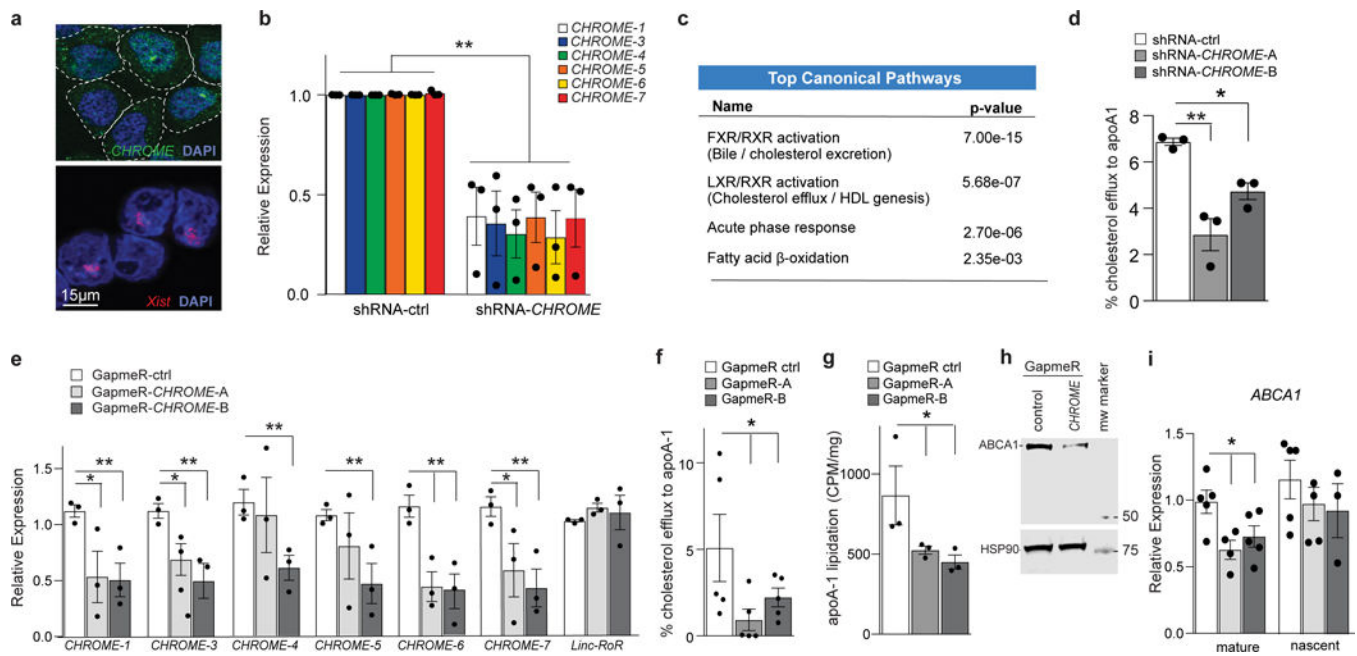 a
CHROME DAPI
15µm
Xist DAPI
b
CHROME-1
CHROME-3
CHROME-4
CHROME-5
CHROME-6
CHROME-7
**
Relative Expression
1.0
0.5
0.0
shRNA-ctrl
shRNA-CHROME
c
Top Canonical Pathways
Name p-value
FXR/RXR activation 7.00e-15
(Bile / cholesterol excretion)
LXR/RXR activation 5.68e-07
(Cholesterol efflux / HDL genesis)
Acute phase response 2.70e-06
Fatty acid β-oxidation 2.35e-03
d
shRNA-ctrl
shRNA-CHROME-A
shRNA-CHROME-B
*
**
% cholesterol efflux to apoA1
8
6
4
2
0
e
GapmeR-ctrl
GapmeR-CHROME-A
GapmeR-CHROME-B
Relative Expression
1.5
1.0
0.5
0.0
**
*
**
*
**
**
**
**
*
CHROME-1
CHROME-3
CHROME-4
CHROME-5
CHROME-6
CHROME-7
Linc-RoR
f
GapmeR ctrl
GapmeR-A
GapmeR-B
*
% cholesterol efflux to apoA-1
10
5
0
g
GapmeR ctrl
GapmeR-A
GapmeR-B
*
apoA-1 lipidation (CPM/mg)
1000
500
0
h
GapmeR
control
CHROME
mw marker
ABCA1
50
HSP90
75
i
ABCA1
*
Relative Expression
1.5
1.0
0.5
0.0
mature
nascent